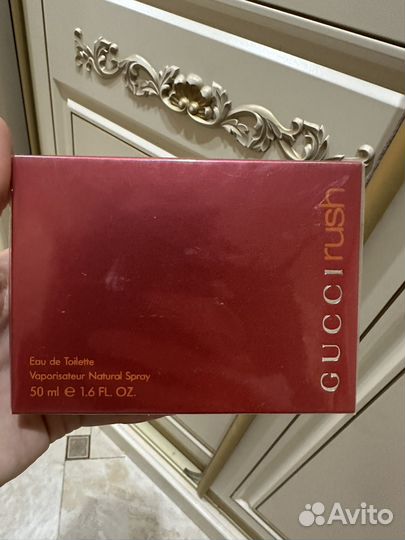 GUCCI rush
Eau de Toilette
Vaporisateur Natural Spray
50 ml e 1.6 FL. OZ.
Avito